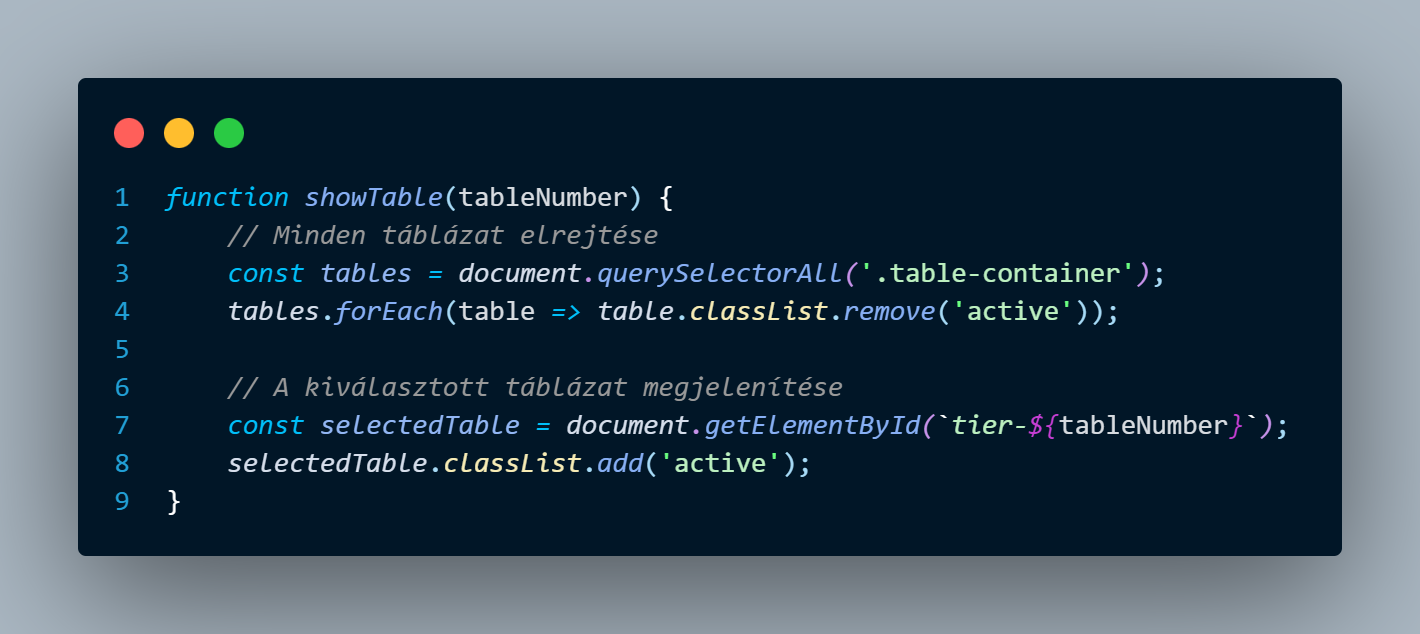 1 function showTable(tableNumber) {
2     // Minden táblázat elrejtése
3     const tables = document.querySelectorAll('.table-container');
4     tables.forEach(table => table.classList.remove('active'));
5
6     // A kiválasztott táblázat megjelenítése
7     const selectedTable = document.getElementById(`tier-${tableNumber}`);
8     selectedTable.classList.add('active');
9 }